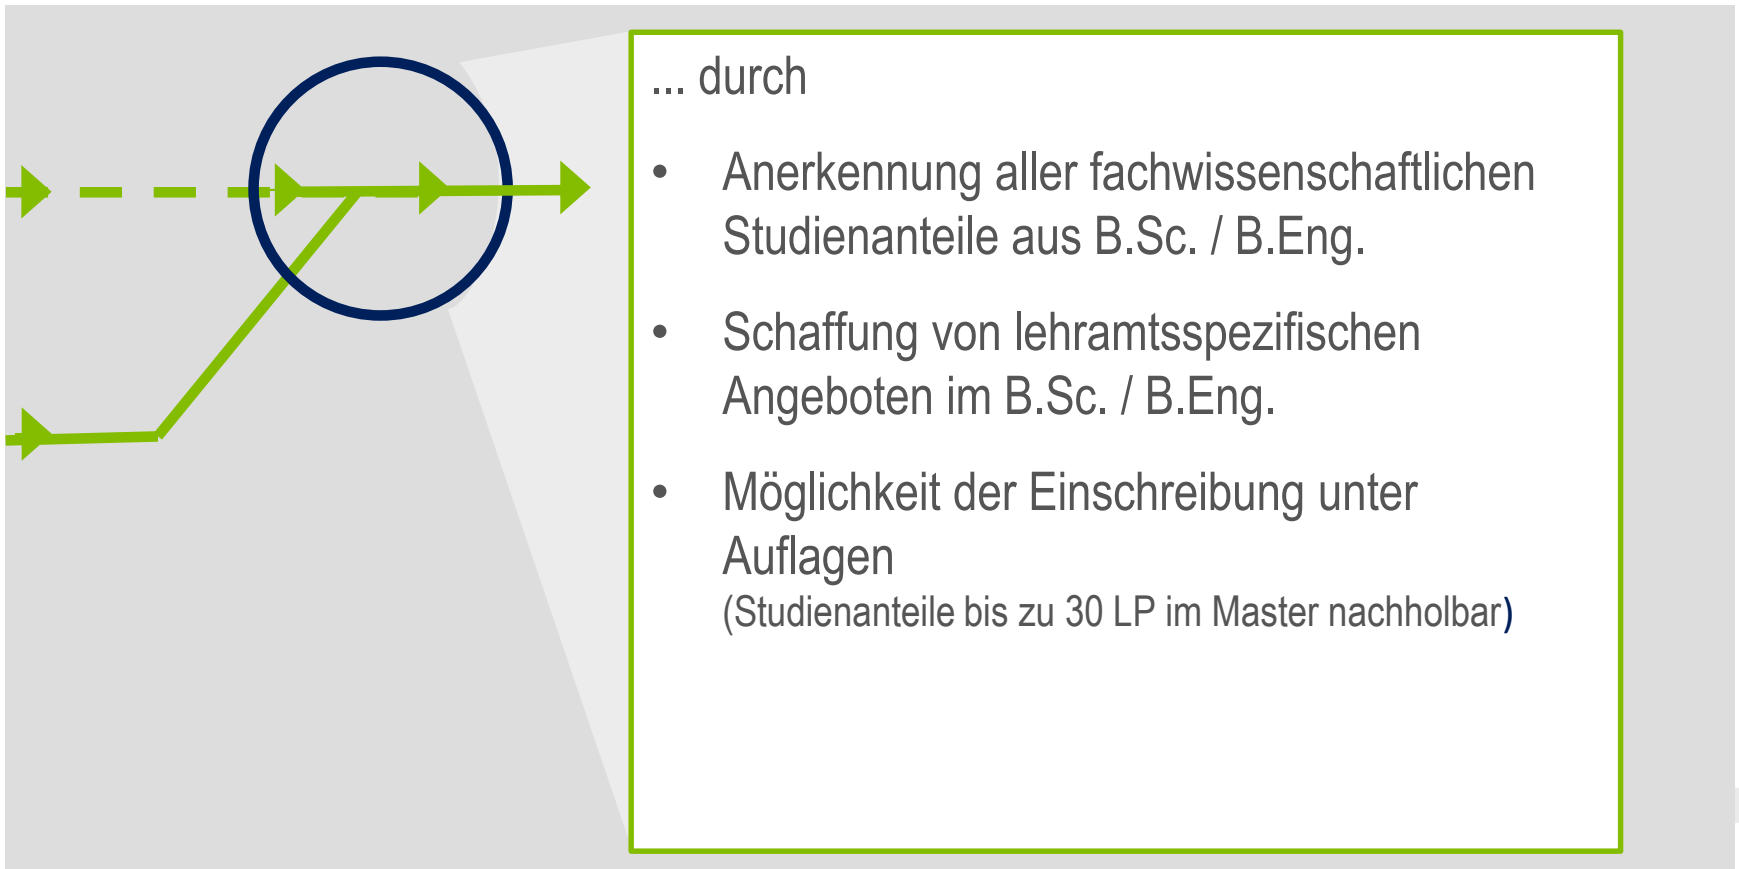 ... durch
• Anerkennung aller fachwissenschaftlichen
Studienanteile aus B.Sc. / B.Eng.
• Schaffung von lehramtsspezifischen
Angeboten im B.Sc. / B.Eng.
• Möglichkeit der Einschreibung unter
Auflagen
(Studienanteile bis zu 30 LP im Master nachholbar)